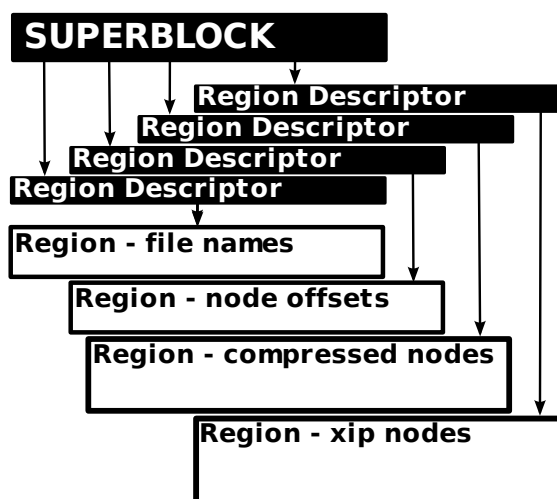 SUPERBLOCK
Region Descriptor
Region Descriptor
Region Descriptor
Region Descriptor
Region - file names
Region - node offsets
Region - compressed nodes
Region - xip nodes